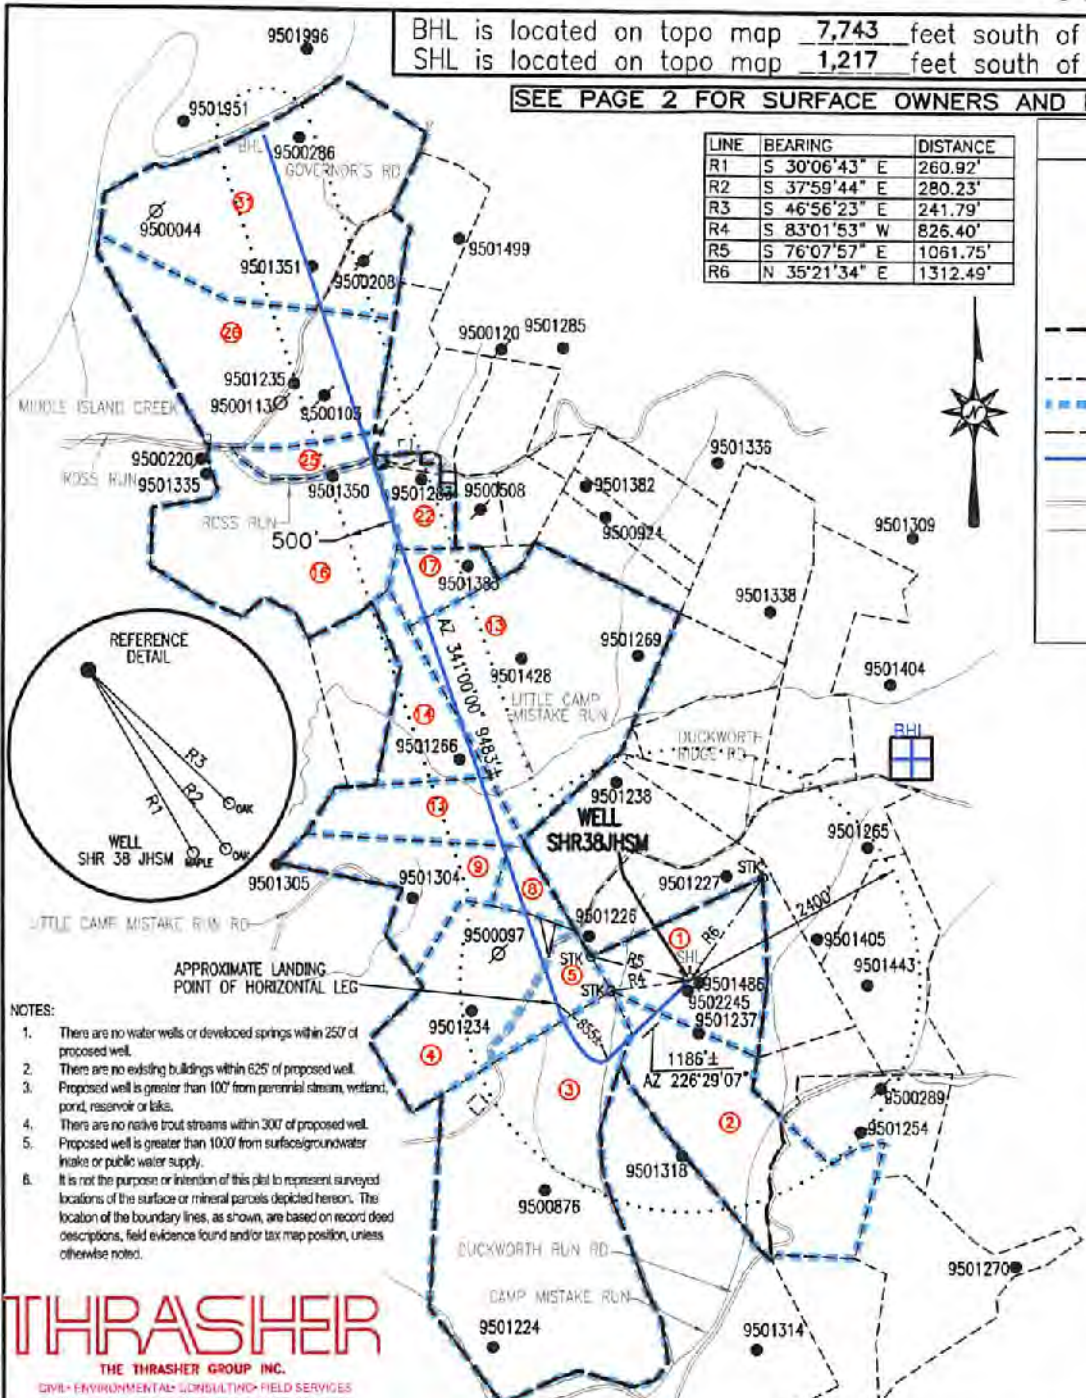 BHL is located on topo map 7,743 feet south of
SHL is located on topo map 1,217 feet south of
SEE PAGE 2 FOR SURFACE OWNERS AND
LINE BEARING DISTANCE
R1 S 30°06'43" E 260.92'
R2 S 37°59'44" E 280.23'
R3 S 46°56'23" E 241.79'
R4 S 83°01'53" W 826.40'
R5 S 76°07'57" E 1061.75'
R6 N 35°21'34" E 1312.49'
9501996
9501951
BHL
9500286
GOVERNOR'S RD
31
9500044
9501499
9501351
9500208
26
9500120
9501285
9501235
9500113
9500103
MIDDLE ISLAND CREEK
9501336
25
9500220
ROSS RUN
9501335
9501350
9501283
9500508
9501382
ROSS RUN
22
9500924
9501309
500'
16
17
9501383
REFERENCE
DETAIL
13
9501338
9501269
9501428
9501404
AZ 341°00'00" 9483'±
LITTLE CAMP
MISTAKE RUN
14
DUCKWORTH
RIDGE RD
BHL
9501266
R3
R2
R1
OAK
OAK
MAPLE
WELL
SHR 38 JHSM
9501238
WELL
SHR38JHSM
9501265
9
8
9501305
9501304
9501227
STK
2400'
LITTLE CAMP MISTAKE RUN RD
9501226
9500097
1
R6
9501405
STK
R5
SHL
9501443
APPROXIMATE LANDING
POINT OF HORIZONTAL LEG
5
STK
R4
9501486
9502245
9501234
855'±
9501237
4
1186'±
AZ 226°29'07"
3
9500289
2
9501254
9501318
9500876
DUCKWORTH RUN RD
9501270
CAMP MISTAKE RUN
9501224
9501314
NOTES:
1. There are no water wells or developed springs within 250' of
proposed well.
2. There are no existing buildings within 625' of proposed well.
3. Proposed well is greater than 100' from perennial stream, wetland,
pond, reservoir or lake.
4. There are no native trout streams within 300' of proposed well.
5. Proposed well is greater than 1000' from surface/groundwater
intake or public water supply.
6. It is not the purpose or intention of this plat to represent surveyed
locations of the surface or mineral parcels depicted hereon. The
location of the boundary lines, as shown, are based on record deed
descriptions, field evidence found and/or tax map position, unless
otherwise noted.
THRASHER
THE THRASHER GROUP INC.
CIVIL• ENVIRONMENTAL• CONSULTING• FIELD SERVICES